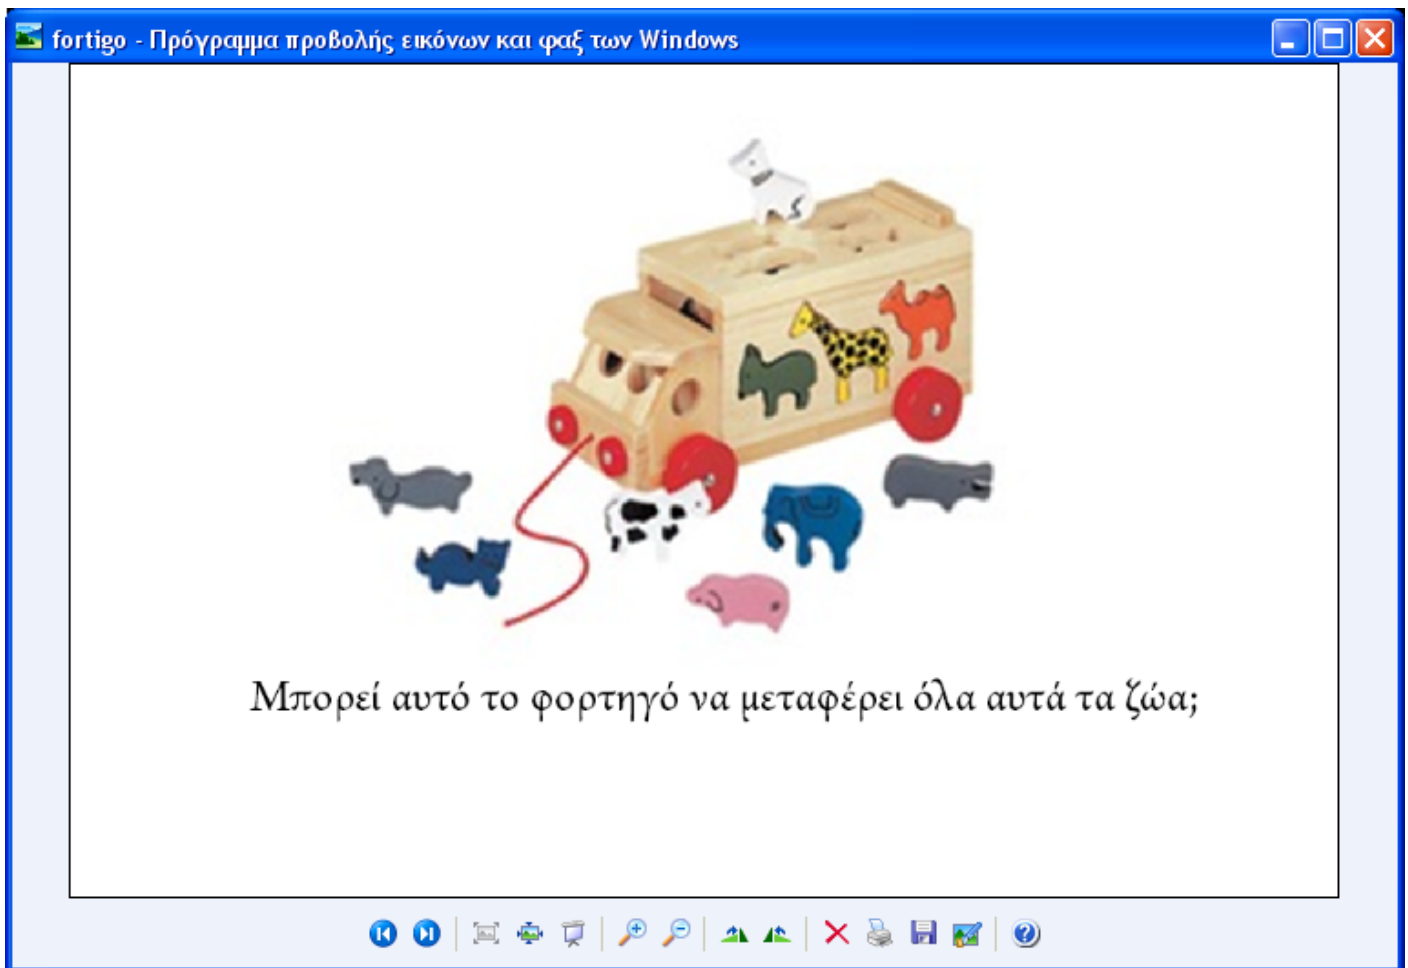 fortigo - Πρόγραμμα προβολής εικόνων και φαξ των Windows
Μπορεί αυτό το φορτηγό να μεταφέρει όλα αυτά τα ζώα;